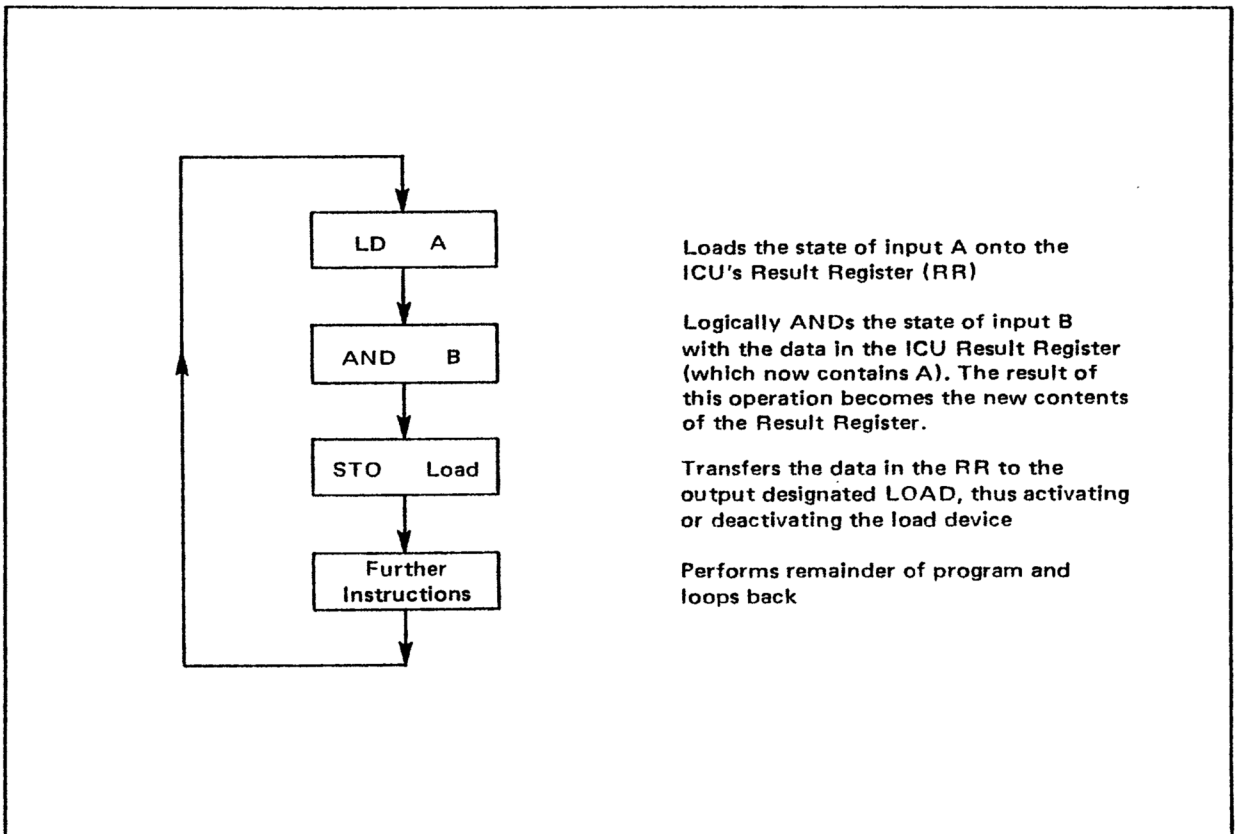 LD A
Loads the state of input A onto the
ICU's Result Register (RR)
AND B
Logically ANDs the state of input B
with the data in the ICU Result Register
(which now contains A). The result of
this operation becomes the new contents
of the Result Register.
STO Load
Transfers the data in the RR to the
output designated LOAD, thus activating
or deactivating the load device
Further
Instructions
Performs remainder of program and
loops back